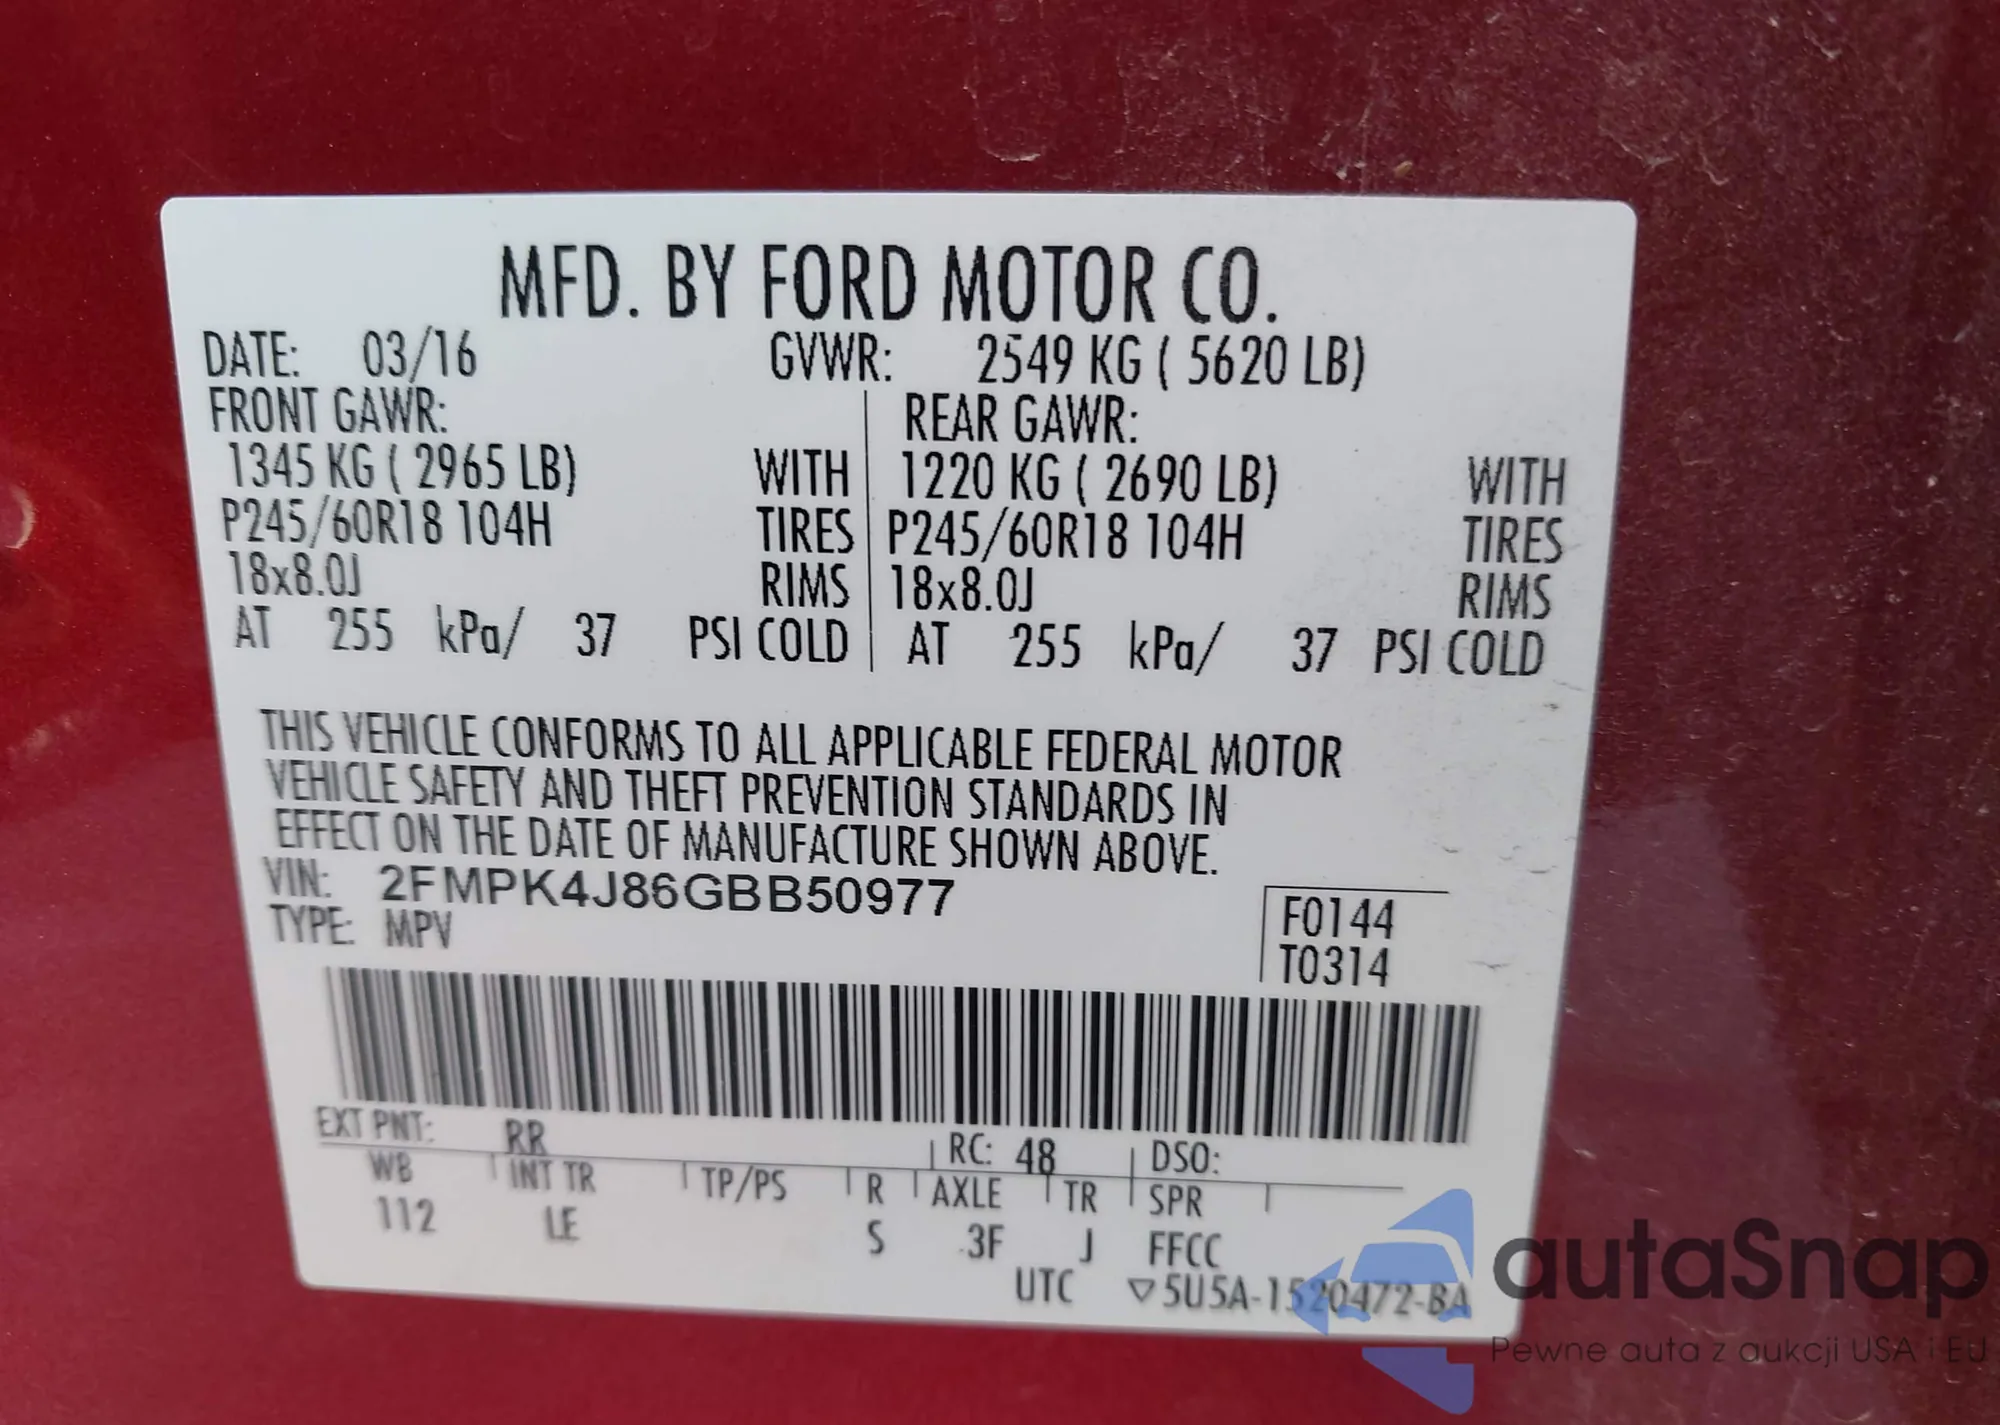 MFD. BY FORD MOTOR CO.
DATE: 03/16 GVWR: 2549 KG ( 5620 LB)
FRONT GAWR: REAR GAWR:
1345 KG ( 2965 LB) WITH 1220 KG ( 2690 LB) WITH
P245/60R18 104H TIRES P245/60R18 104H TIRES
18x8.0J RIMS 18x8.0J RIMS
AT 255 kPa/ 37 PSI COLD AT 255 kPa/ 37 PSI COLD
THIS VEHICLE CONFORMS TO ALL APPLICABLE FEDERAL MOTOR
VEHICLE SAFETY AND THEFT PREVENTION STANDARDS IN
EFFECT ON THE DATE OF MANUFACTURE SHOWN ABOVE.
VIN: 2FMPK4J86GBB50977
TYPE: MPV
F0144
T0314
EXT PNT: RR RC: 48 DSO:
WB INT TR TP/PS R AXLE TR SPR
112 LE S 3F J FFCC
UTC ▽5U5A-1520472-BA
autaSnap
Pewne auta z aukcji USA i EU